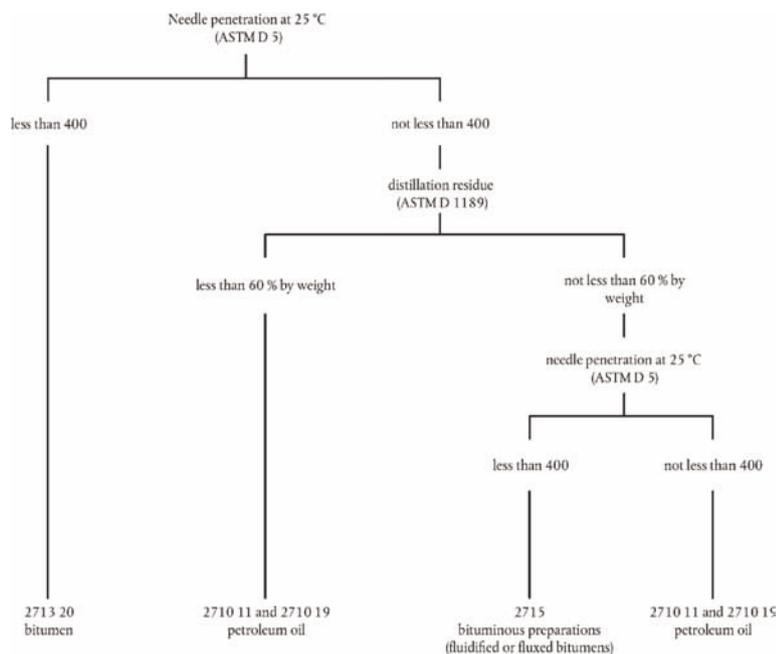 Needle penetration at 25 °C
(ASTM D 5)
less than 400
not less than 400
distillation residue
(ASTM D 1189)
less than 60 % by weight
not less than 60 % by
weight
needle penetration at 25 °C
(ASTM D 5)
less than 400
not less than 400
2713 20
bitumen
2710 11 and 2710 19
petroleum oil
2715
bituminous preparations
(fluidified or fluxed bitumens)
2710 11 and 2710 19
petroleum oil